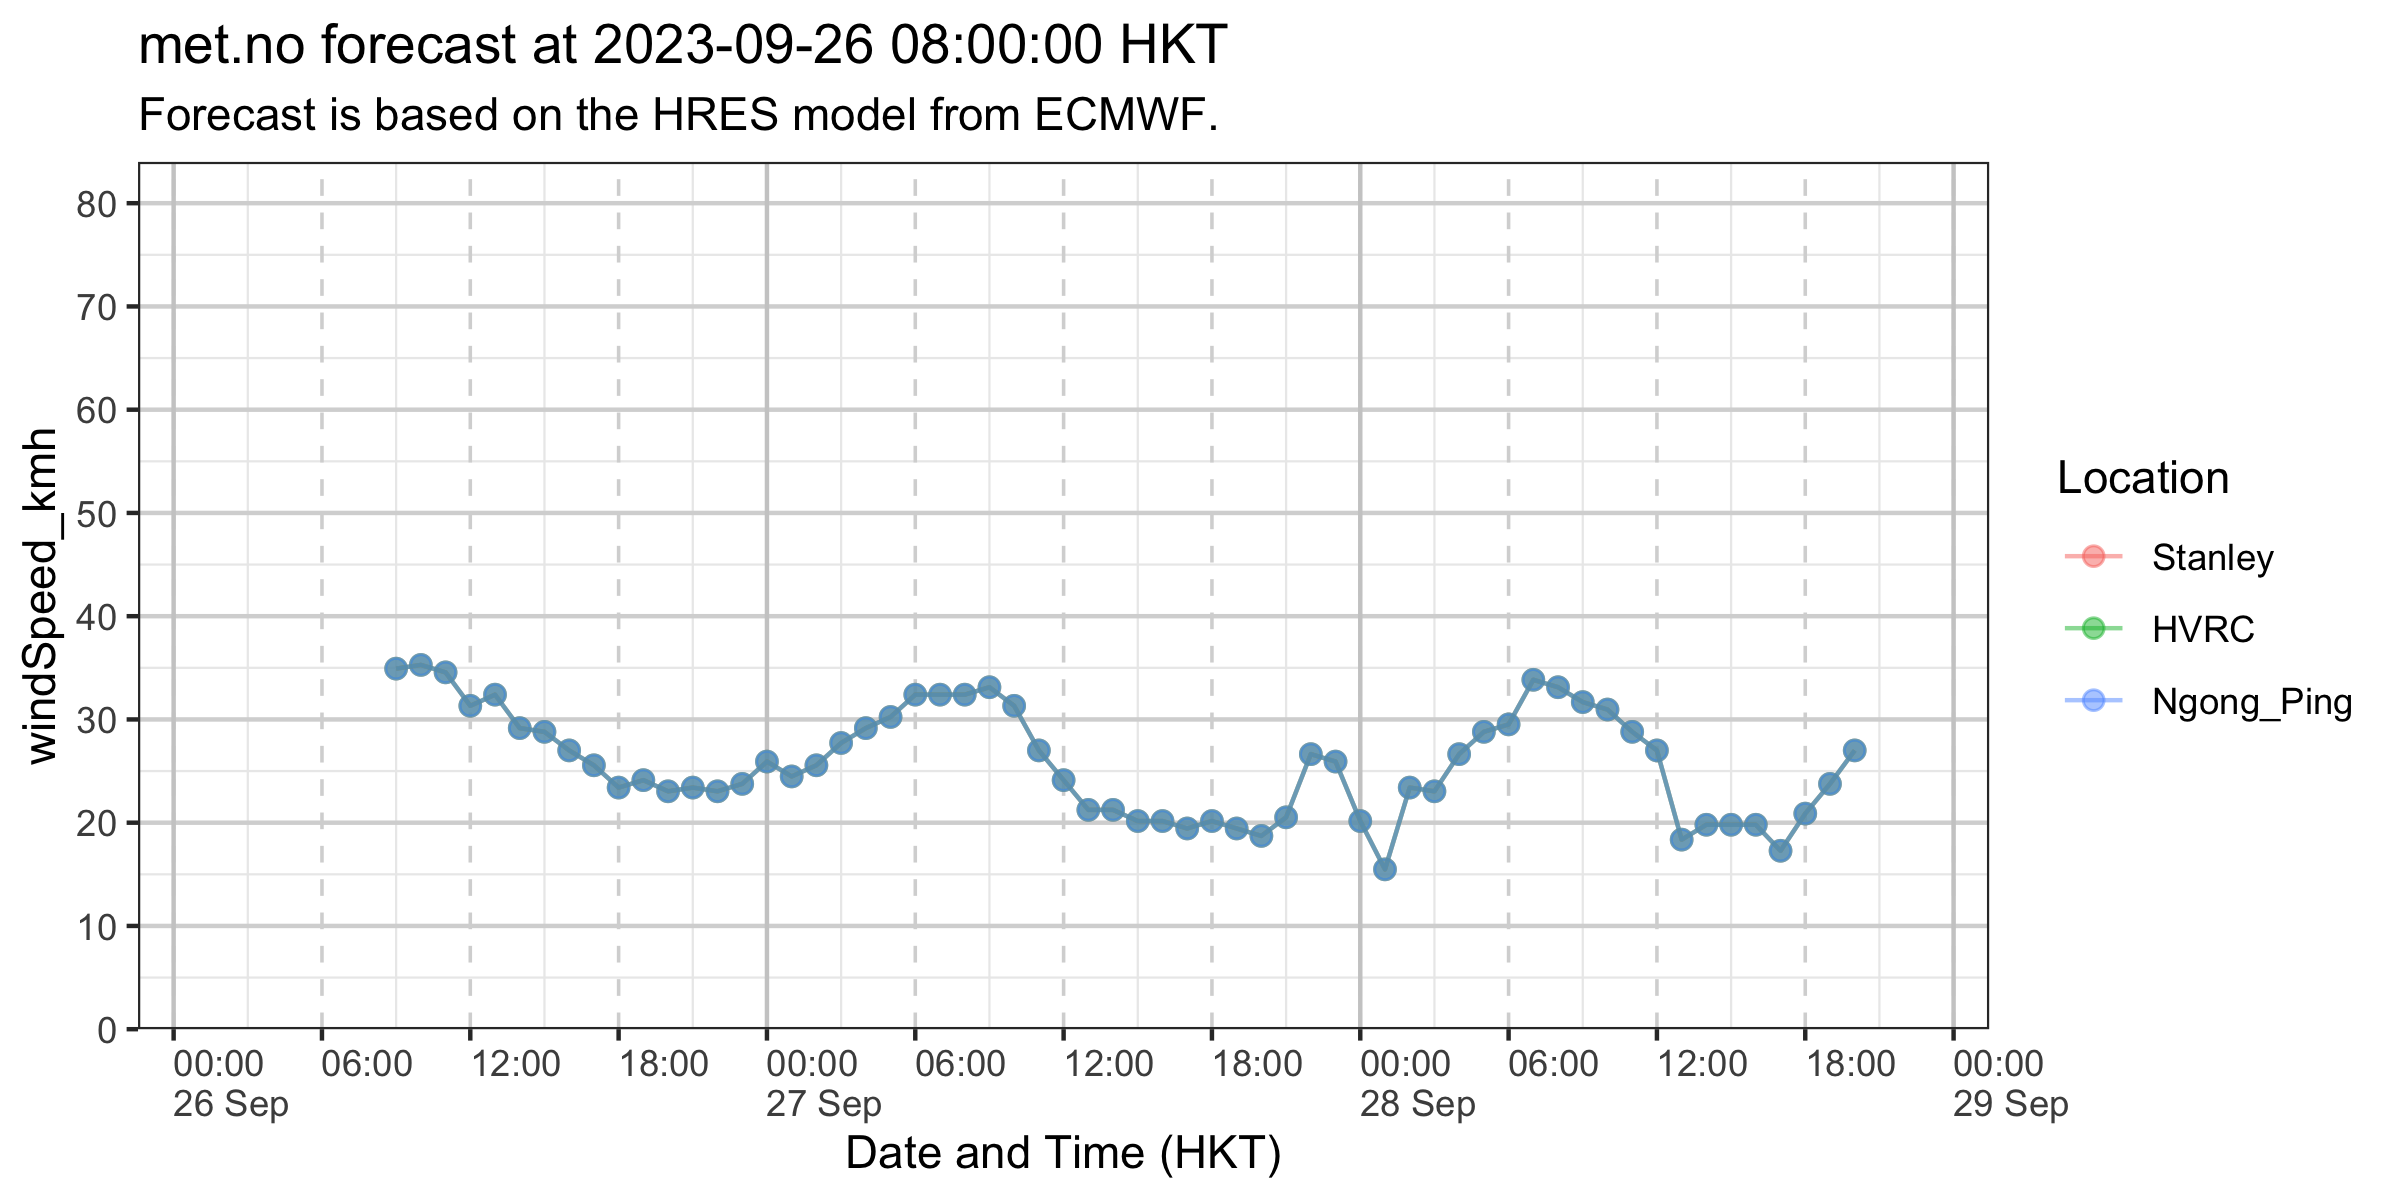 met.no forecast at 2023-09-26 08:00:00 HKT
Forecast is based on the HRES model from ECMWF.
windSpeed_kmh
80
70
60
50
40
30
20
10
0
00:00 06:00 12:00 18:00 00:00 06:00 12:00 18:00 00:00 06:00 12:00 18:00 00:00
26 Sep 27 Sep 28 Sep 29 Sep
Date and Time (HKT)
Location
Stanley
HVRC
Ngong_Ping